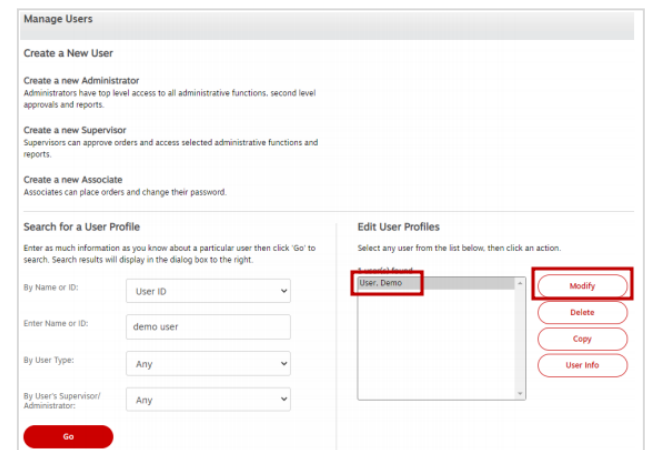 Manage Users
Create a New User
Create a new Administrator
Administrators have top level access to all administrative functions, second level
approvals and reports.
Create a new Supervisor
Supervisors can approve orders and access selected administrative functions and
reports.
Create a new Associate
Associates can place orders and change their password.
Search for a User Profile
Enter as much information as you know about a particular user then click 'Go' to
search. Search results will display in the dialog box to the right.
By Name or ID:
User ID
Enter Name or ID:
demo user
By User Type:
Any
By User's Supervisor/
Administrator:
Any
Go
Edit User Profiles
Select any user from the list below, then click an action.
user(s) found
User, Demo
Modify
Delete
Copy
User Info